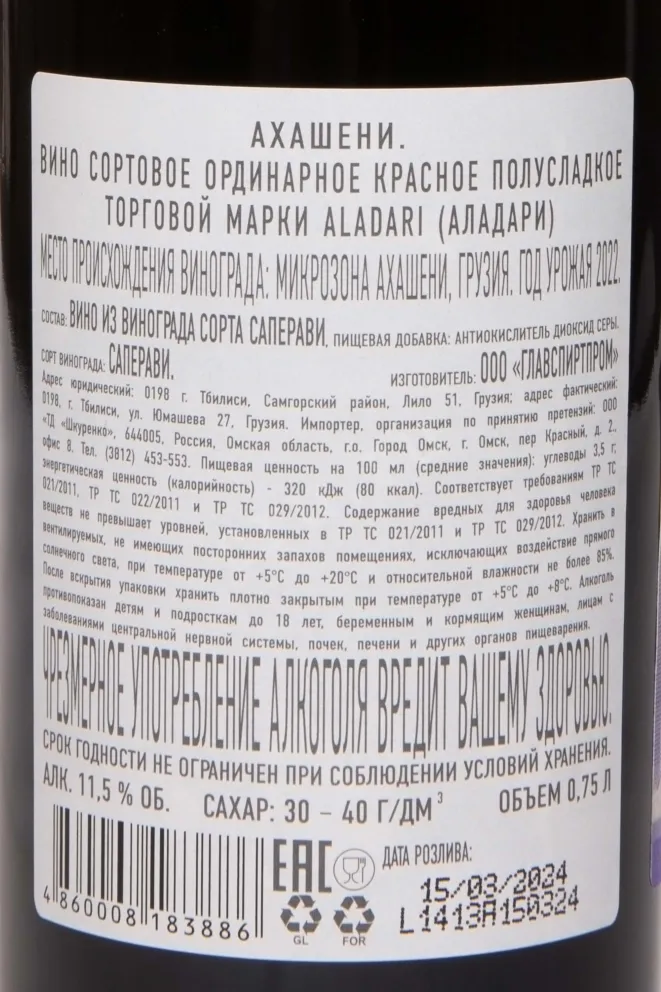 АХАШЕНИ.
ВИНО СОРТОВОЕ ОРДИНАРНОЕ КРАСНОЕ ПОЛУСЛАДКОЕ
ТОРГОВОЙ МАРКИ ALADARI (АЛАДАРИ)
МЕСТО ПРОИСХОЖДЕНИЯ ВИНОГРАДА: МИКРОЗОНА АХАШЕНИ, ГРУЗИЯ. ГОД УРОЖАЯ 2022.
СОСТАВ: ВИНО ИЗ ВИНОГРАДА СОРТА САПЕРАВИ, ПИЩЕВАЯ ДОБАВКА: АНТИОКИСЛИТЕЛЬ ДИОКСИД СЕРЫ.
СОРТ ВИНОГРАДА: САПЕРАВИ. ИЗГОТОВИТЕЛЬ: ООО «ГЛАВСПИРТПРОМ»
Адрес юридический: 0198 г. Тбилиси, Самгорский район, Лило 51, Грузия; адрес фактический:
0198, г. Тбилиси, ул. Юмашева 27, Грузия. Импортер, организация по принятию претензий: ООО
«ТД «Шкуренко», 644005, Россия, Омская область, г.о. Город Омск, г. Омск, пер Красный, д. 2,
офис 8, Тел. (3812) 453-553. Пищевая ценность на 100 мл (средние значения): углеводы 3,5 г;
энергетическая ценность (калорийность) - 320 кДж (80 ккал). Соответствует требованиям ТР ТС
021/2011, ТР ТС 022/2011 и ТР ТС 029/2012. Содержание вредных для здоровья человека
веществ не превышает уровней, установленных в ТР ТС 021/2011 и ТР ТС 029/2012. Хранить в
вентилируемых, не имеющих посторонних запахов помещениях, исключающих воздействие прямого
солнечного света, при температуре от +5°С до +20°С и относительной влажности не более 85%.
После вскрытия упаковки хранить плотно закрытым при температуре от +5°С до +8°С. Алкоголь
противопоказан детям и подросткам до 18 лет, беременным и кормящим женщинам, лицам с
заболеваниями центральной нервной системы, почек, печени и других органов пищеварения.
ЧРЕЗМЕРНОЕ УПОТРЕБЛЕНИЕ АЛКОГОЛЯ ВРЕДИТ ВАШЕМУ ЗДОРОВЬЮ.
СРОК ГОДНОСТИ НЕ ОГРАНИЧЕН ПРИ СОБЛЮДЕНИИ УСЛОВИЙ ХРАНЕНИЯ.
АЛК. 11,5 % ОБ. САХАР: 30 – 40 Г/ДМ³ ОБЪЕМ 0,75 Л
EAC ДАТА РОЗЛИВА:
15/03/2024
L1413A150324
4 860008 183886
GL FOR